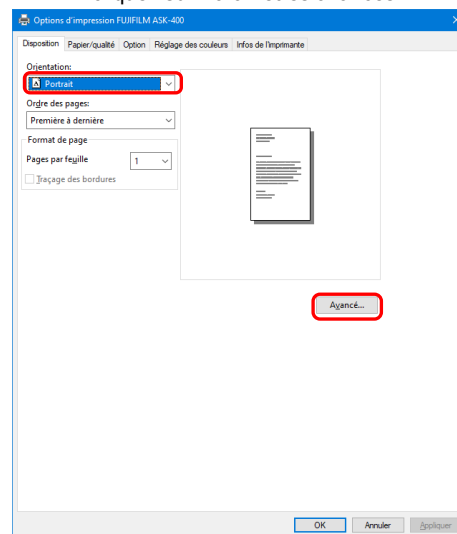 Options d'impression FUJIFILM ASK-400
Disposition Papier/qualité Option Réglage des couleurs Infos de l'imprimante
Orientation:
Portrait
Ordre des pages:
Première à dernière
Format de page
Pages par feuille 1
Traçage des bordures
Avancé...
OK Annuler Appliquer